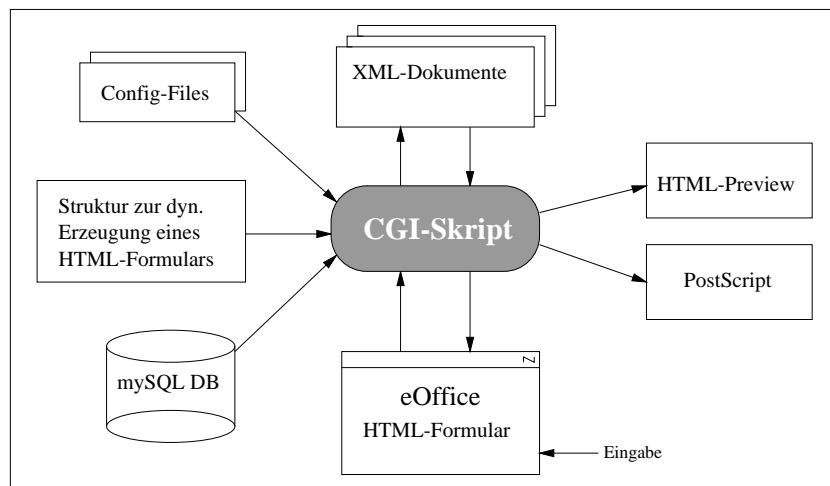 XML-Dokumente
Config-Files
HTML-Preview
Struktur zur dyn.
Erzeugung eines
HTML-Formulars
CGI-Skript
PostScript
mySQL DB
Z
eOffice
HTML-Formular
Eingabe